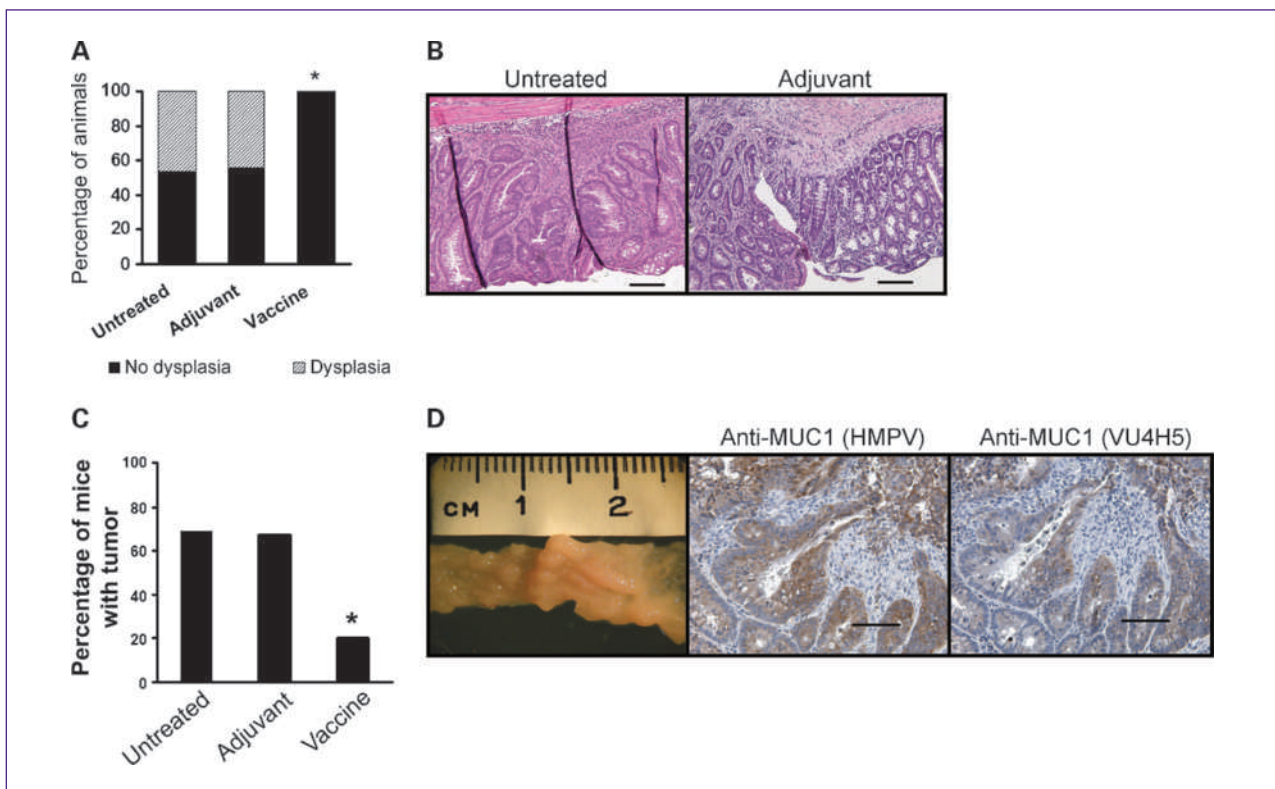 A
Percentage of animals
100
80
60
40
20
0
*
Untreated
Adjuvant
Vaccine
No dysplasia
Dysplasia
B
Untreated
Adjuvant
C
Percentage of mice
with tumor
100
80
60
40
20
0
*
Untreated
Adjuvant
Vaccine
D
Anti-MUC1 (HMPV)
Anti-MUC1 (VU4H5)
CM 1 2